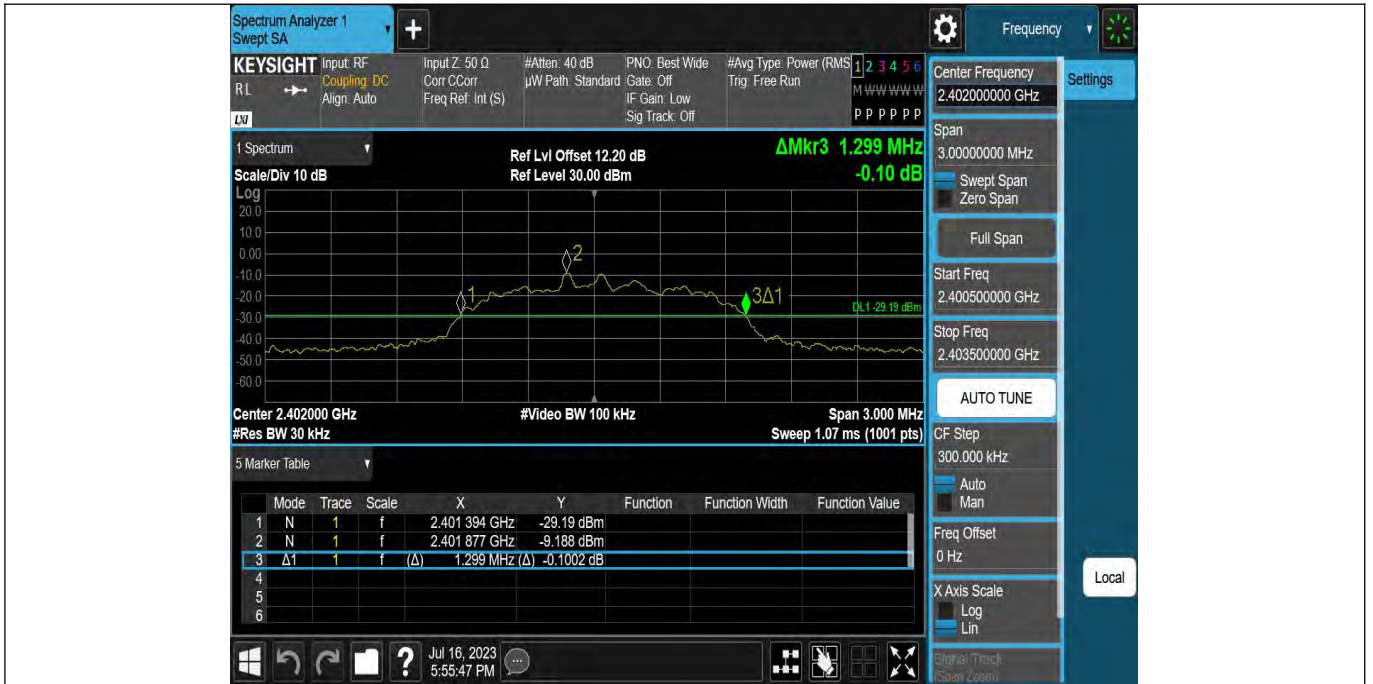 Spectrum Analyzer 1
Swept SA
+
Frequency
KEYSIGHT
RL
LXI
Input: RF
Coupling: DC
Align: Auto
Input Z: 50 Ω
Corr CCorr
Freq Ref: Int (S)
#Atten: 40 dB
µW Path: Standard
PNO: Best Wide
Gate: Off
IF Gain: Low
Sig Track: Off
#Avg Type: Power (RMS
Trig: Free Run
1 2 3 4 5 6
M W W W W W
P P P P P P
1 Spectrum
Scale/Div 10 dB
Ref Lvl Offset 12.20 dB
Ref Level 30.00 dBm
ΔMkr3 1.299 MHz
-0.10 dB
Log
20.0
10.0
0.00
-10.0
-20.0
-30.0
-40.0
-50.0
-60.0
1
2
3Δ1
DL1 -29.19 dBm
Center 2.402000 GHz
#Res BW 30 kHz
#Video BW 100 kHz
Span 3.000 MHz
Sweep 1.07 ms (1001 pts)
5 Marker Table
Mode Trace Scale X Y Function Function Width Function Value
1 N 1 f 2.401 394 GHz -29.19 dBm
2 N 1 f 2.401 877 GHz -9.188 dBm
3 Δ1 1 f (Δ) 1.299 MHz (Δ) -0.1002 dB
4
5
6
?
Jul 16, 2023
5:55:47 PM
Center Frequency
2.402000000 GHz
Settings
Span
3.00000000 MHz
Swept Span
Zero Span
Full Span
Start Freq
2.400500000 GHz
Stop Freq
2.403500000 GHz
AUTO TUNE
CF Step
300.000 kHz
Auto
Man
Freq Offset
0 Hz
Local
X Axis Scale
Log
Lin
Signal Track
(Span Zoom)